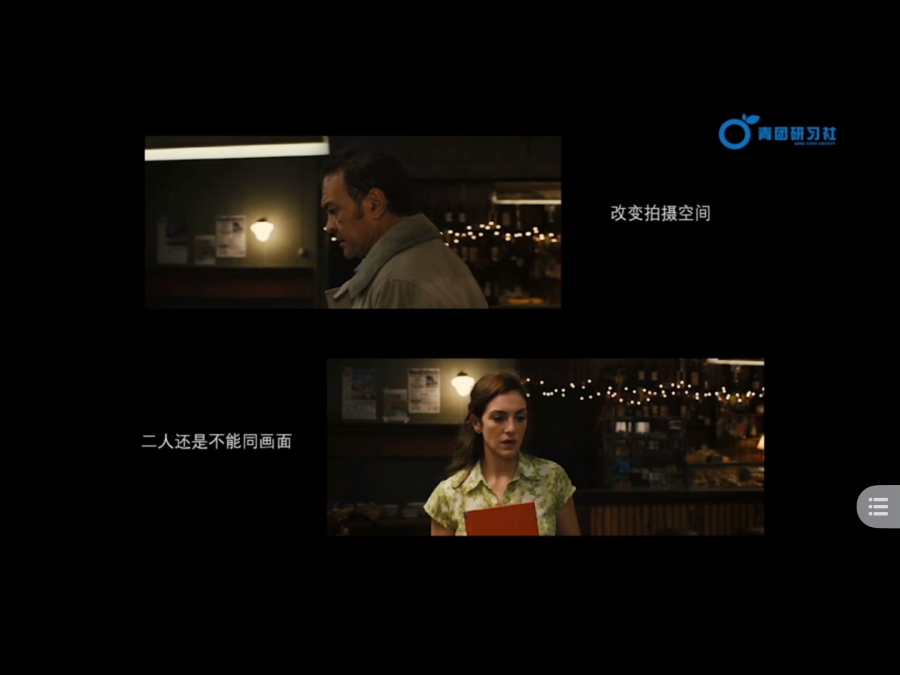 青团研习社
改变拍摄空间
二人还是不能同画面